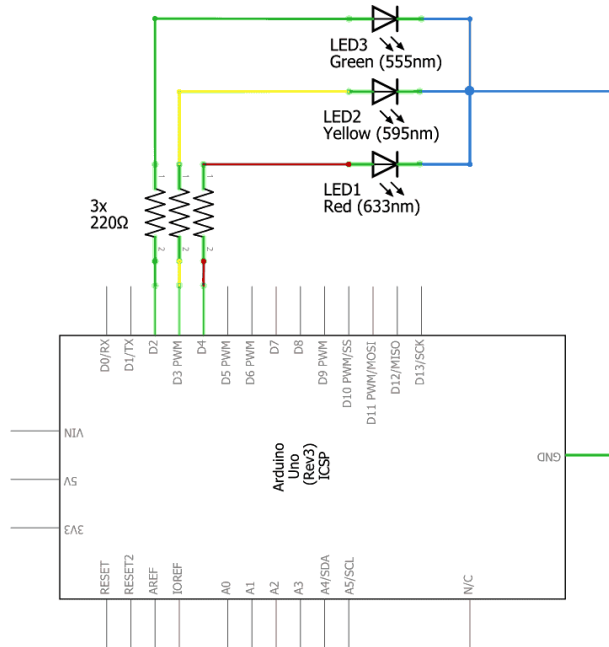 LED3
Green (555nm)
LED2
Yellow (595nm)
LED1
Red (633nm)
3x
220Ω
1
1
1
2
2
2
D0/RX
D1/TX
D2
D3 PWM
D4
D5 PWM
D6 PWM
D7
D8
D9 PWM
D10 PWM/SS
D11 PWM/MOSI
D12/MISO
D13/SCK
VIN
5V
3V3
Arduino
Uno
(Rev3)
ICSP
GND
RESET
RESET2
AREF
IOREF
A0
A1
A2
A3
A4/SDA
A5/SCL
N/C